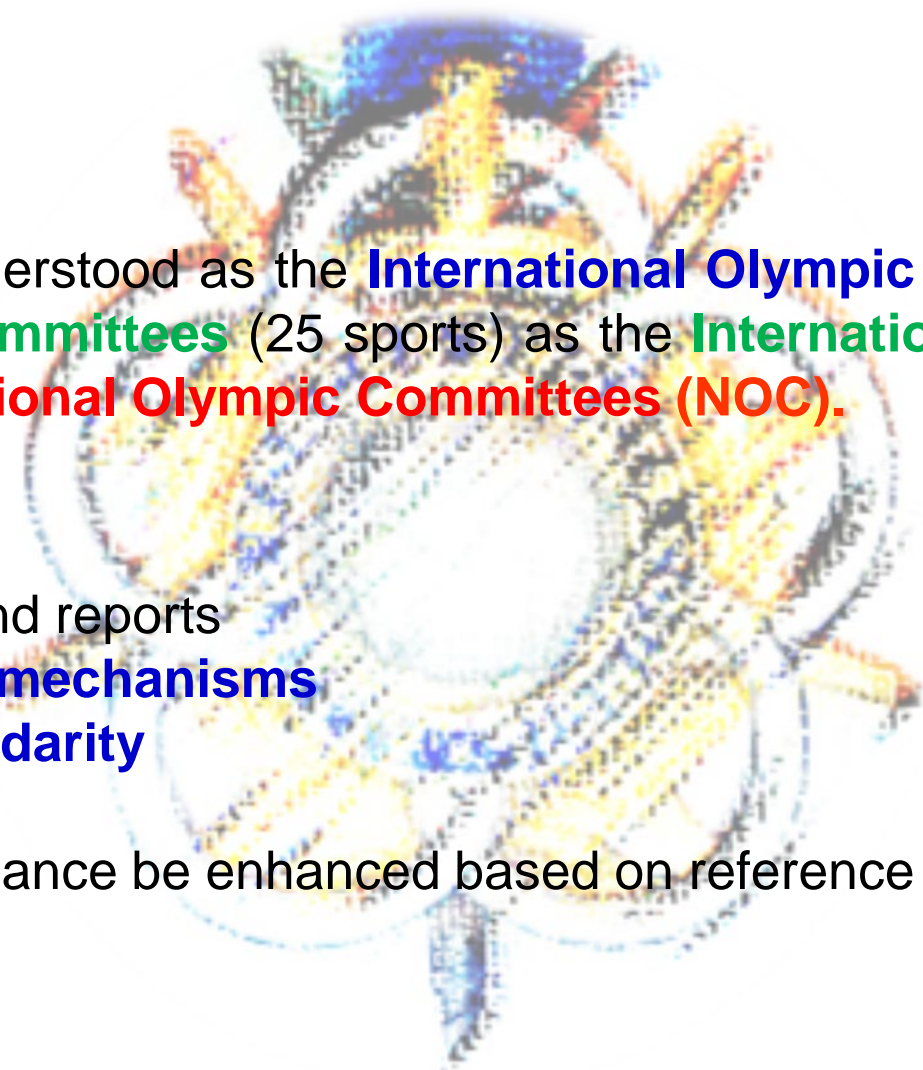 erstood as the International Olympic
mmittees (25 sports) as the Internatio
ional Olympic Committees (NOC).
nd reports
mechanisms
darity
ance be enhanced based on reference